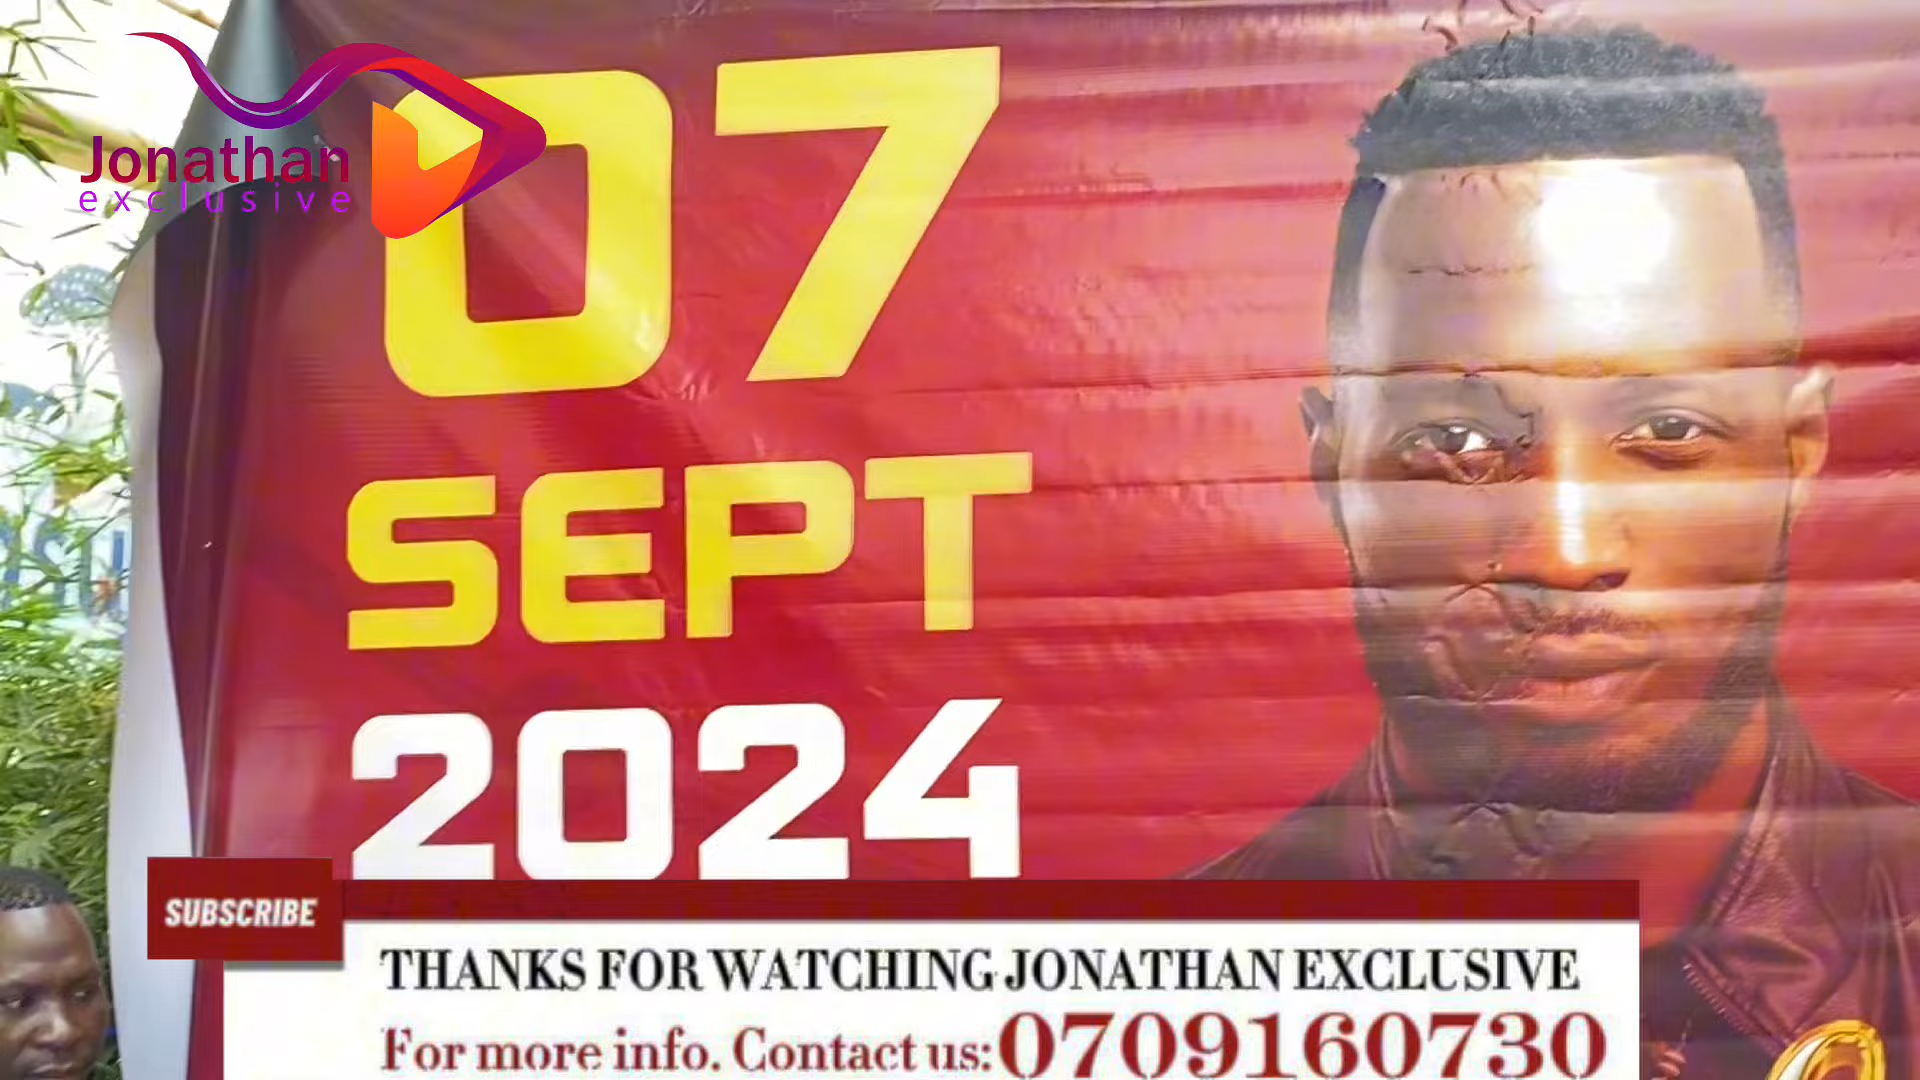 Jonathan
exclusive
07
SEPT
2024
SUBSCRIBE
THANKS FOR WATCHING JONATHAN EXCLUSIVE
For more info. Contact us: 0709160730